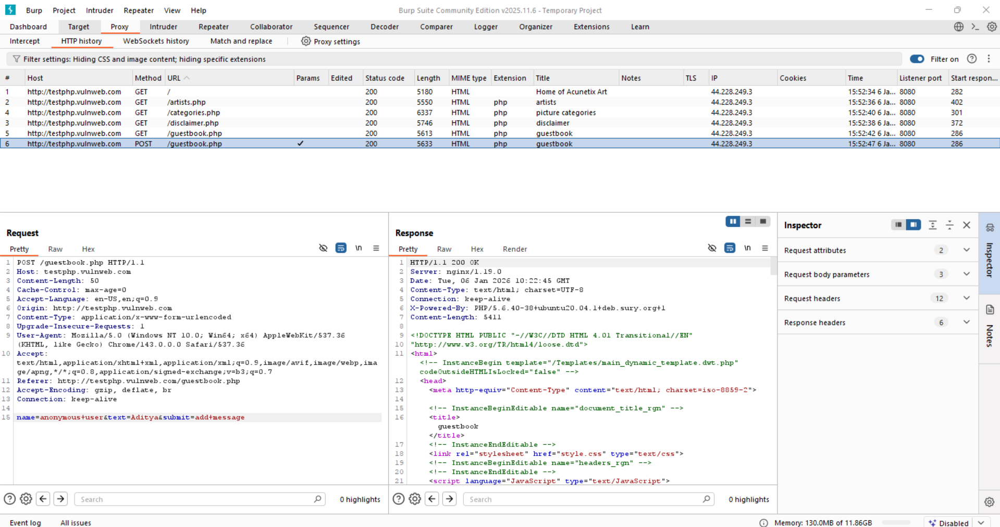 Burp Project Intruder Repeater View Help Burp Suite Community Edition v2025.11.6 - Temporary Project
Dashboard Target Proxy Intruder Repeater Collaborator Sequencer Decoder Comparer Logger Organizer Extensions Learn
Intercept HTTP history WebSockets history Match and replace Proxy settings
Filter settings: Hiding CSS and image content; hiding specific extensions Filter on
# Host Method URL Params Edited Status code Length MIME type Extension Title Notes TLS IP Cookies Time Listener port Start respon...
1 http://testphp.vulnweb.com GET / 200 5180 HTML Home of Acunetix Art 44.228.249.3 15:52:34 6 Ja... 8080 282
2 http://testphp.vulnweb.com GET /artists.php 200 5550 HTML php artists 44.228.249.3 15:52:36 6 Ja... 8080 402
4 http://testphp.vulnweb.com GET /categories.php 200 6337 HTML php picture categories 44.228.249.3 15:52:40 6 Ja... 8080 301
3 http://testphp.vulnweb.com GET /disclaimer.php 200 5746 HTML php disclaimer 44.228.249.3 15:52:38 6 Ja... 8080 372
5 http://testphp.vulnweb.com GET /guestbook.php 200 5613 HTML php guestbook 44.228.249.3 15:52:42 6 Ja... 8080 286
6 http://testphp.vulnweb.com POST /guestbook.php ✓ 200 5633 HTML php guestbook 44.228.249.3 15:52:47 6 Ja... 8080 286
Request
Pretty Raw Hex \n
1 POST /guestbook.php HTTP/1.1
2 Host: testphp.vulnweb.com
3 Content-Length: 50
4 Cache-Control: max-age=0
5 Accept-Language: en-US,en;q=0.9
6 Origin: http://testphp.vulnweb.com
7 Content-Type: application/x-www-form-urlencoded
8 Upgrade-Insecure-Requests: 1
9 User-Agent: Mozilla/5.0 (Windows NT 10.0; Win64; x64) AppleWebKit/537.36
(KHTML, like Gecko) Chrome/143.0.0.0 Safari/537.36
10 Accept:
text/html,application/xhtml+xml,application/xml;q=0.9,image/avif,image/webp,ima
ge/apng,*/*;q=0.8,application/signed-exchange;v=b3;q=0.7
11 Referer: http://testphp.vulnweb.com/guestbook.php
12 Accept-Encoding: gzip, deflate, br
13 Connection: keep-alive
14
15 name=anonymous+user&text=Aditya&submit=add+message
Search 0 highlights
Response
Pretty Raw Hex Render \n
1 HTTP/1.1 200 OK
2 Server: nginx/1.19.0
3 Date: Tue, 06 Jan 2026 10:22:45 GMT
4 Content-Type: text/html; charset=UTF-8
5 Connection: keep-alive
6 X-Powered-By: PHP/5.6.40-38+ubuntu20.04.1+deb.sury.org+1
7 Content-Length: 5411
8
9 <!DOCTYPE HTML PUBLIC "-//W3C//DTD HTML 4.01 Transitional//EN"
10 "http://www.w3.org/TR/html4/loose.dtd">
11 <html>
<!-- InstanceBegin template="/Templates/main_dynamic_template.dwt.php"
codeOutsideHTMLIsLocked="false" -->
12 <head>
13 <meta http-equiv="Content-Type" content="text/html; charset=iso-8859-2">
14
15 <!-- InstanceBeginEditable name="document_title_rgn" -->
16 <title>
guestbook
</title>
17 <!-- InstanceEndEditable -->
18 <link rel="stylesheet" href="style.css" type="text/css">
19 <!-- InstanceBeginEditable name="headers_rgn" -->
20 <!-- InstanceEndEditable -->
21 <script language="JavaScript" type="text/JavaScript">
Search 0 highlights
Inspector
Request attributes 2
Request body parameters 3
Request headers 12
Response headers 6
Inspector
Notes
Event log All issues Memory: 130.0MB of 11.86GB Disabled